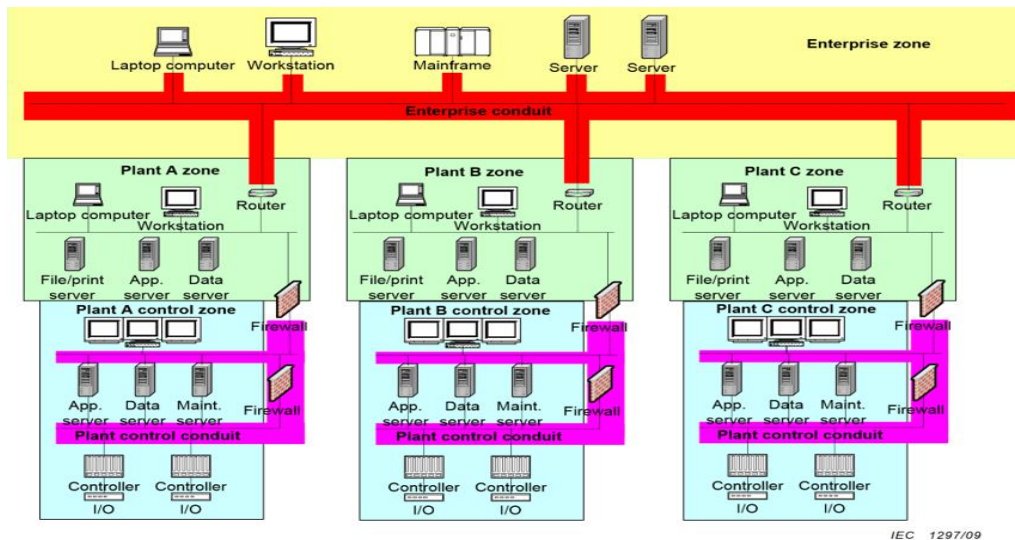 Enterprise zone
Laptop computer Workstation Mainframe Server Server
Enterprise conduit
Plant A zone
Laptop computer Router
Workstation
File/print App. Data
server server server
Plant B zone
Laptop computer Router
Workstation
File/print App. Data
server server server
Plant C zone
Laptop computer Router
Workstation
File/print App. Data
server server server
Plant A control zone
Firewall
App. Data Maint. Firewall
server server server
Plant control conduit
Controller Controller
I/O I/O
Plant B control zone
Firewall
App. Data Maint. Firewall
server server server
Plant control conduit
Controller Controller
I/O I/O
Plant C control zone
Firewall
App. Data Maint. Firewall
server server server
Plant control conduit
Controller Controller
I/O I/O
IEC 1297/09